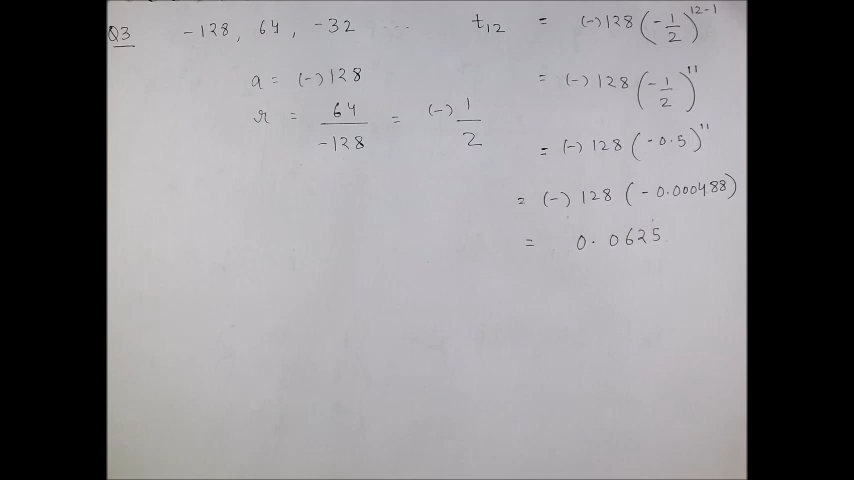 Q3 -128, 64, -32 ....
a = (-) 128
r = 64/-128 = (-) 1/2
t12 = (-) 128 (-1/2)^12-1
= (-) 128 (-1/2)^11
= (-) 128 (-0.5)^11
= (-) 128 (-0.000488)
= 0.0625